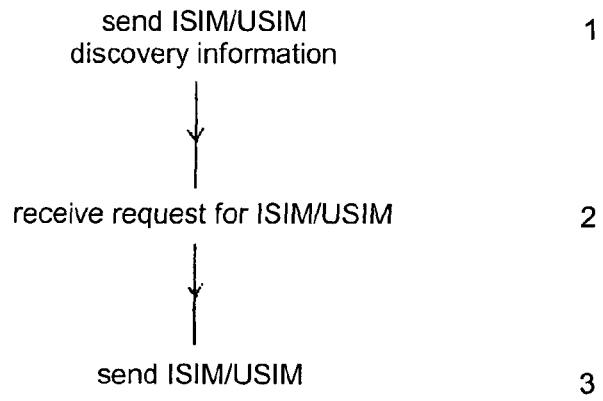 send ISIM/USIM 1
discovery information
receive request for ISIM/USIM 2
send ISIM/USIM 3